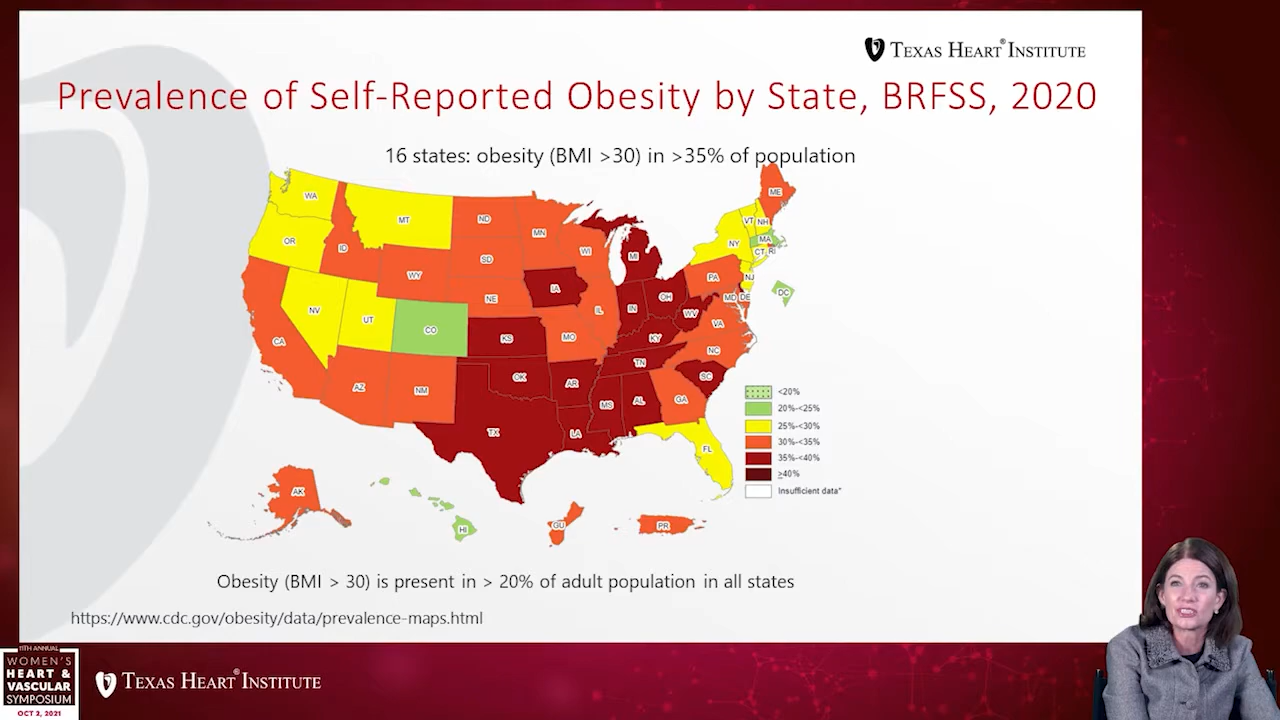 TEXAS HEART® INSTITUTE
Prevalence of Self-Reported Obesity by State, BRFSS, 2020
16 states: obesity (BMI >30) in >35% of population
WA
MT
ND
MN
ME
VT
NH
OR
ID
SD
WI
MI
NY
MA
CT
RI
WY
IA
PA
NJ
NE
OH
MD
DE
DC
NV
UT
CO
IL
IN
WV
VA
CA
KS
MO
KY
NC
AZ
NM
OK
AR
TN
SC
MS
AL
GA
TX
LA
FL
AK
HI
GU
PR
<20%
20%-<25%
25%-<30%
30%-<35%
35%-<40%
≥40%
Insufficient data*
Obesity (BMI > 30) is present in > 20% of adult population in all states
https://www.cdc.gov/obesity/data/prevalence-maps.html
11TH ANNUAL
WOMEN'S
HEART &
VASCULAR
SYMPOSIUM
OCT 2, 2021
TEXAS HEART® INSTITUTE